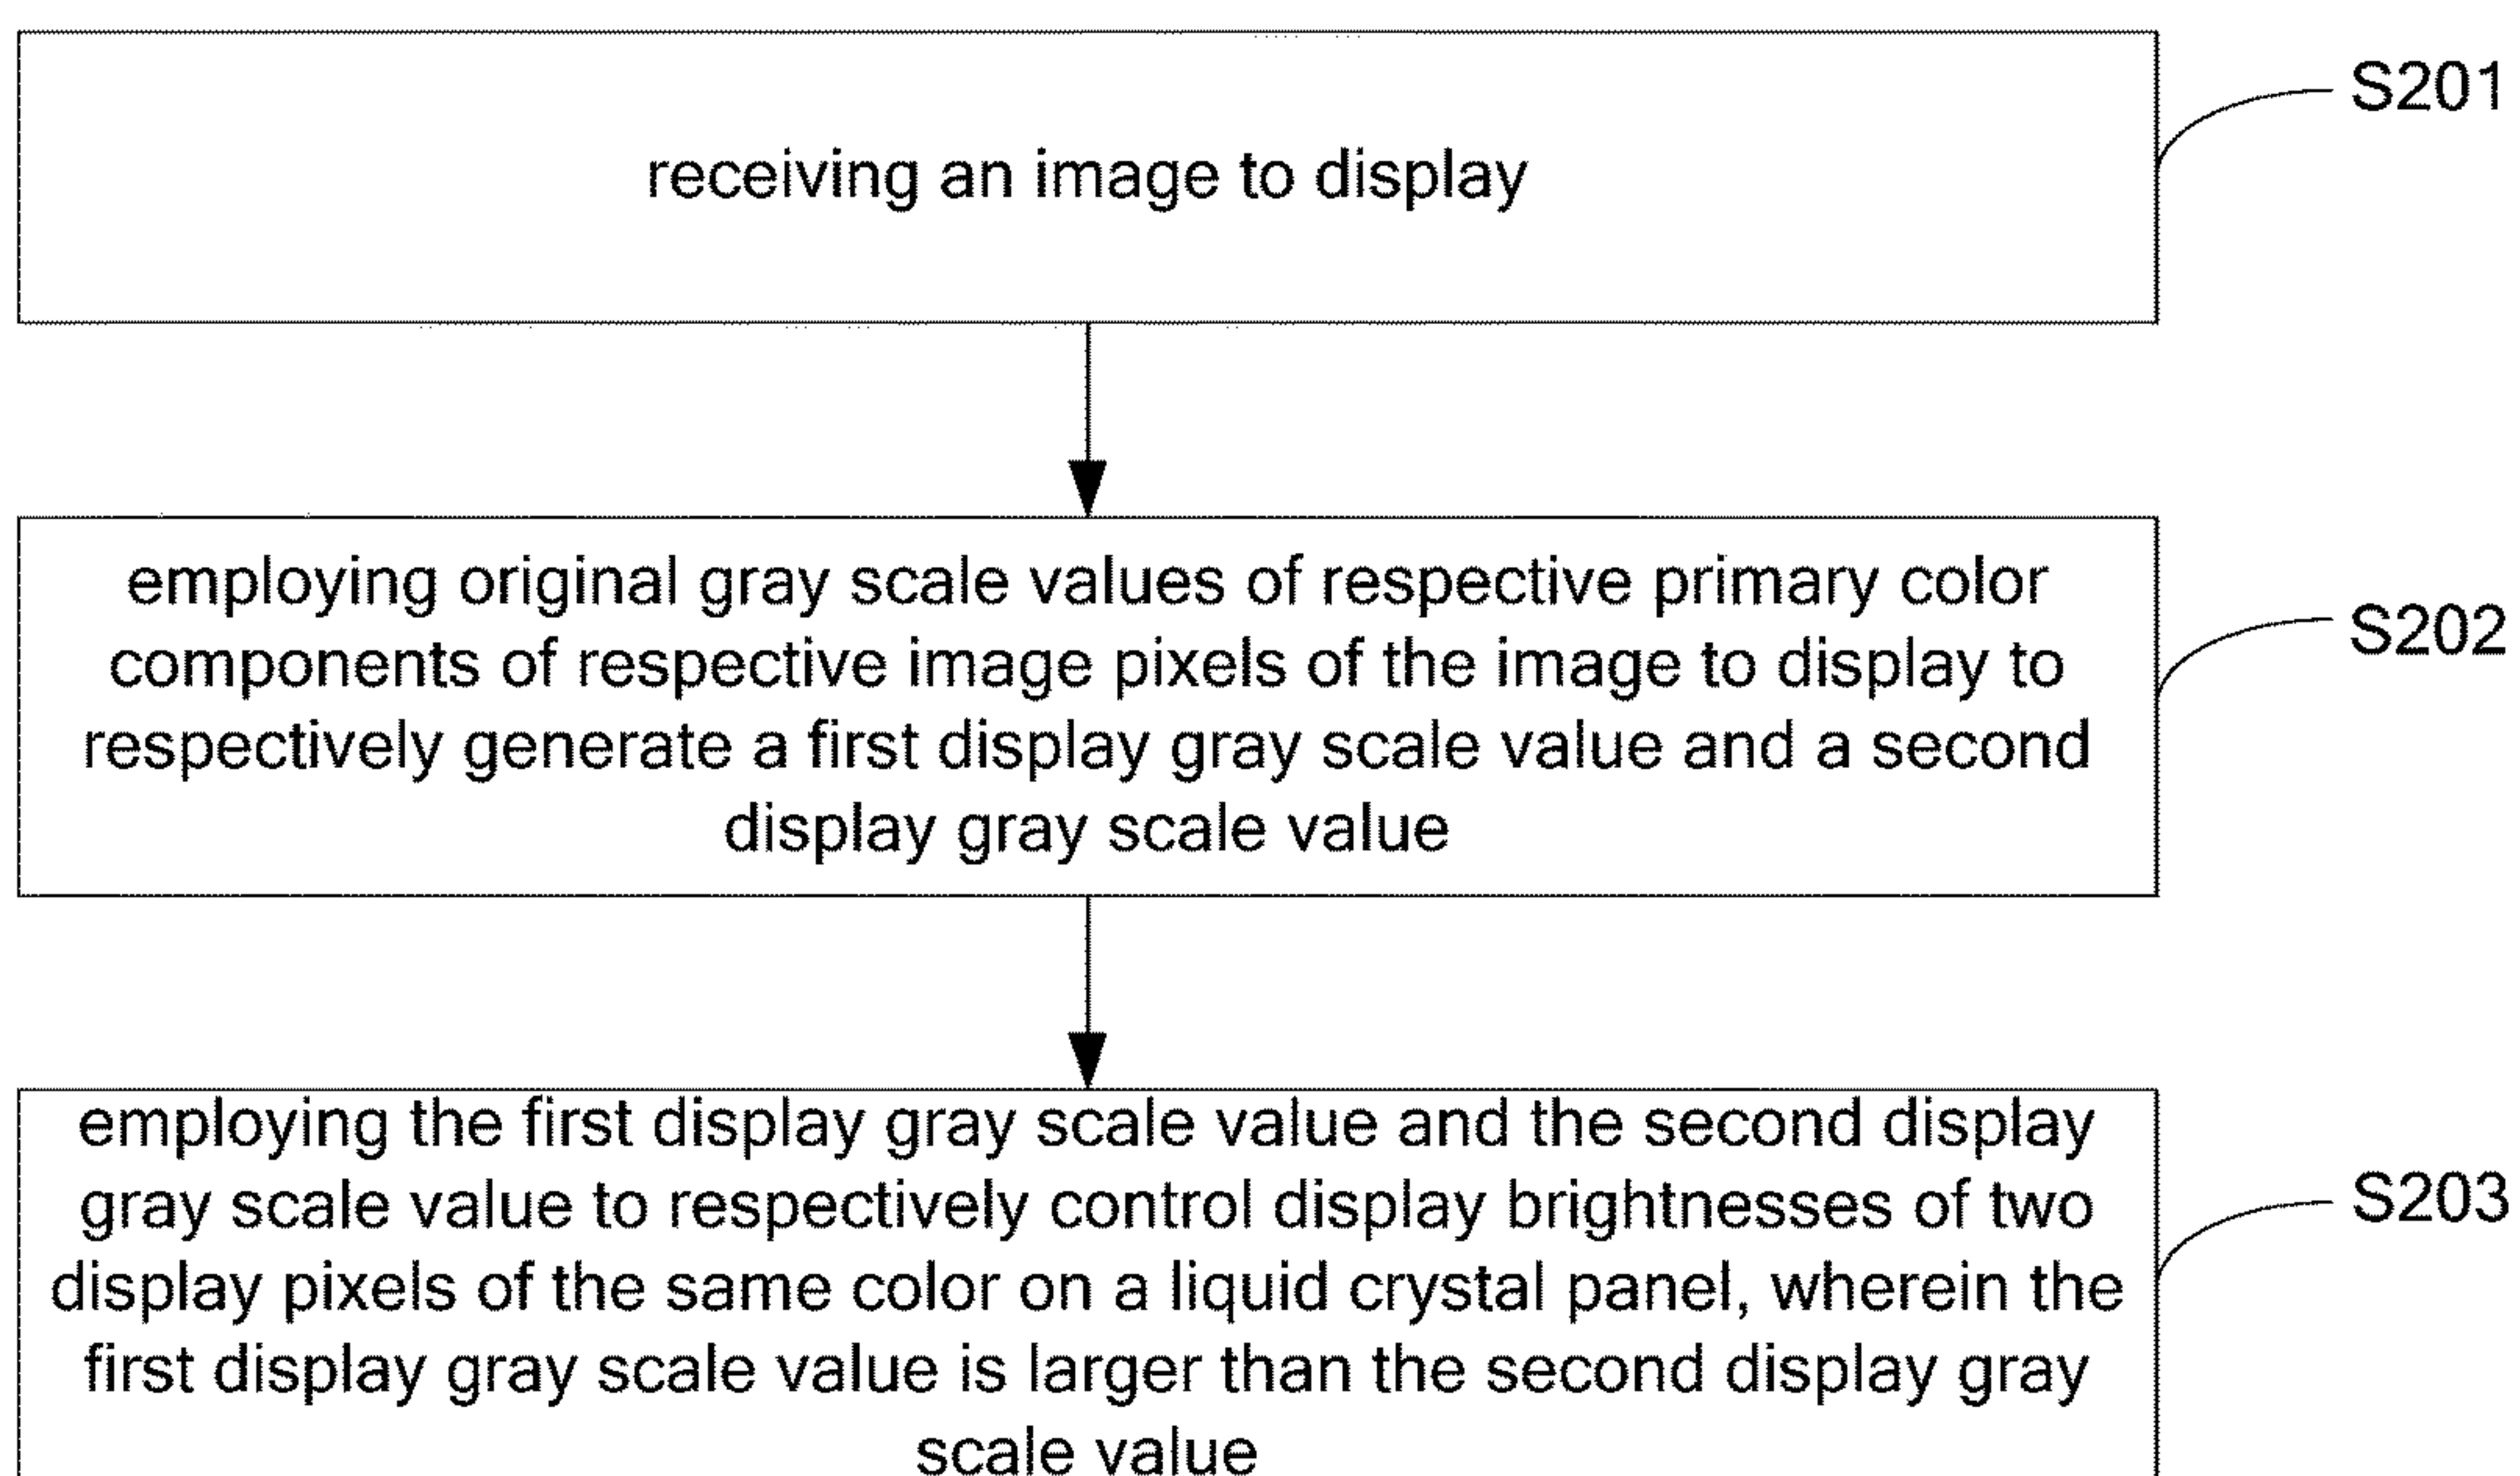 S201
receiving an image to display
employing original gray scale values of respective primary color
components of respective image pixels of the image to display to
respectively generate a first display gray scale value and a second
display gray scale value
S202
employing the first display gray scale value and the second display
gray scale value to respectively control display brightnesses of two
display pixels of the same color on a liquid crystal panel, wherein the
first display gray scale value is larger than the second display gray
scale value
S203